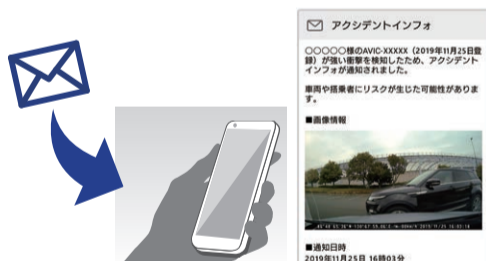 アクシデントインフォ
○○○○○様のAVIC-XXXXX（2019年11月25日登
録）が強い衝撃を検知したため、アクシデント
インフォが通知されました。
車両や搭乗者にリスクが生じた可能性がありま
す。
■画像情報
■通知日時
2019年11月25日 16時03分